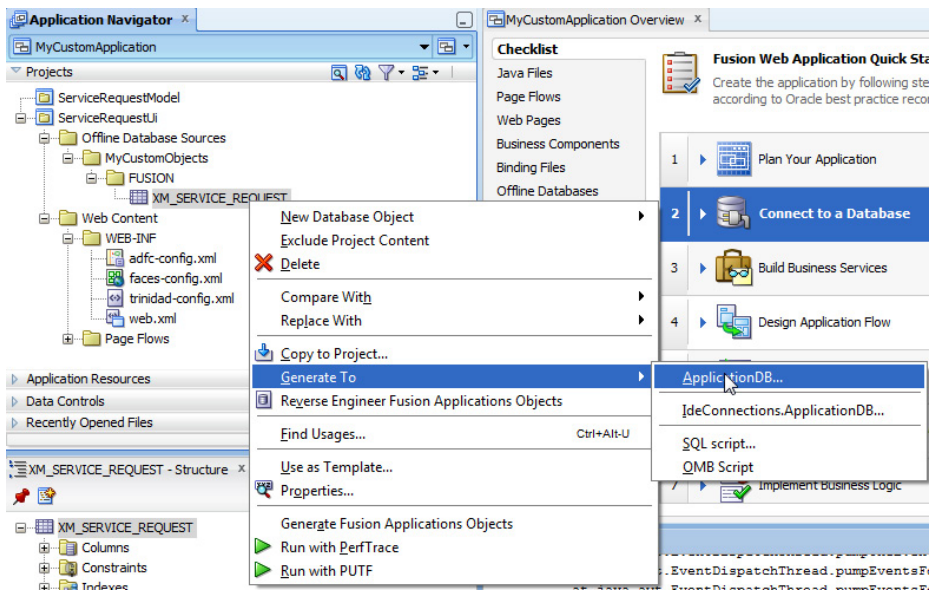 Application Navigator x
MyCustomApplication
Projects
ServiceRequestModel
ServiceRequestUi
Offline Database Sources
MyCustomObjects
FUSION
XM_SERVICE_REQUEST
Web Content
WEB-INF
adfc-config.xml
faces-config.xml
trinidad-config.xml
web.xml
Page Flows
Application Resources
Data Controls
Recently Opened Files
XM_SERVICE_REQUEST - Structure x
XM_SERVICE_REQUEST
Columns
Constraints
Indexes
New Database Object
Exclude Project Content
Delete
Compare With
Replace With
Copy to Project...
Generate To
Reverse Engineer Fusion Applications Objects
Find Usages... Ctrl+Alt-U
Use as Template...
Properties...
Generate Fusion Applications Objects
Run with PerfTrace
Run with PUTF
ApplicationDB...
IdeConnections.ApplicationDB...
SQL script...
OMB Script
MyCustomApplication Overview x
Checklist
Java Files
Page Flows
Web Pages
Business Components
Binding Files
Offline Databases
Fusion Web Application Quick Sta
Create the application by following ste
according to Oracle best practice reco
1 Plan Your Application
2 Connect to a Database
3 Build Business Services
4 Design Application Flow
7 Implement Business Logic
.EventDispatchThread.pumpEventsFo